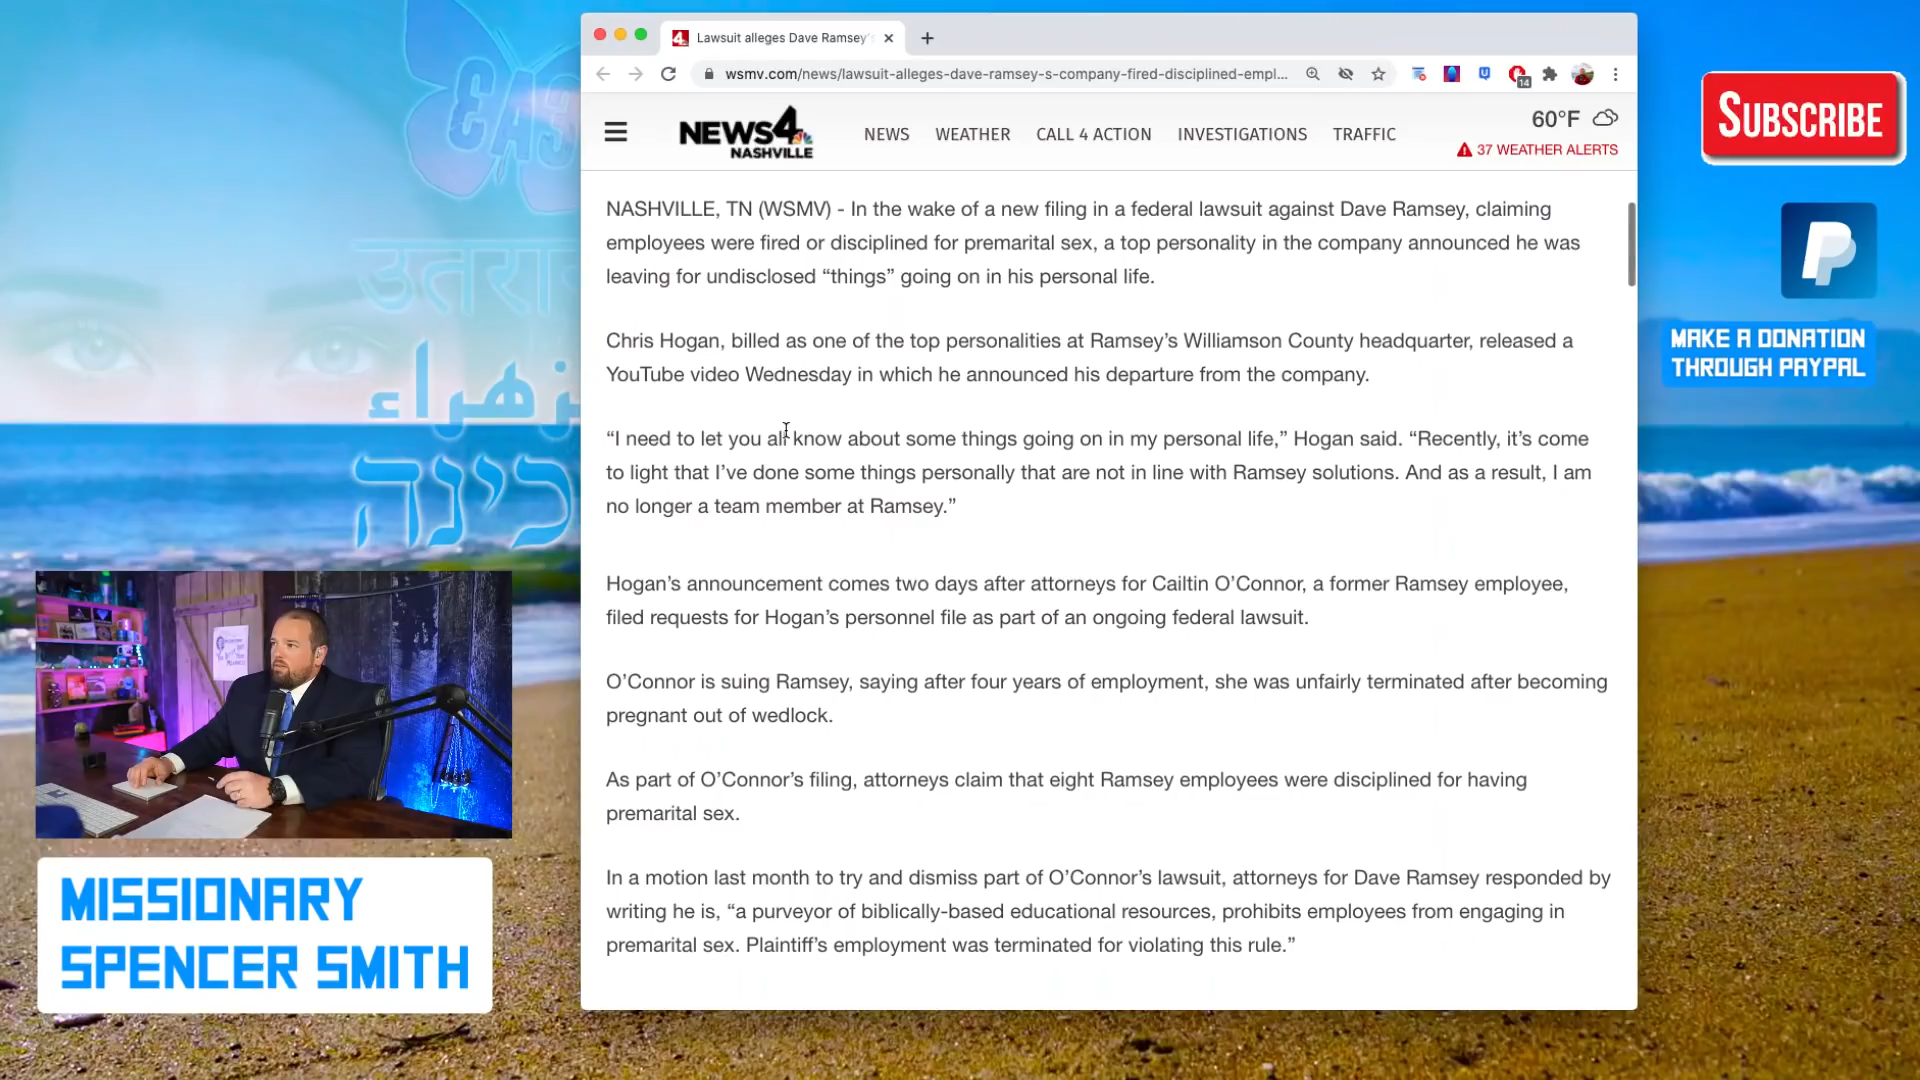 Lawsuit alleges Dave Ramsey's
wsmv.com/news/lawsuit-alleges-dave-ramsey-s-company-fired-disciplined-empl...
14
NEWS4
NASHVILLE
NEWS
WEATHER
CALL 4 ACTION
INVESTIGATIONS
TRAFFIC
60°F
37 WEATHER ALERTS
NASHVILLE, TN (WSMV) - In the wake of a new filing in a federal lawsuit against Dave Ramsey, claiming
employees were fired or disciplined for premarital sex, a top personality in the company announced he was
leaving for undisclosed “things” going on in his personal life.
Chris Hogan, billed as one of the top personalities at Ramsey’s Williamson County headquarter, released a
YouTube video Wednesday in which he announced his departure from the company.
“I need to let you all know about some things going on in my personal life,” Hogan said. “Recently, it’s come
to light that I’ve done some things personally that are not in line with Ramsey solutions. And as a result, I am
no longer a team member at Ramsey.”
Hogan’s announcement comes two days after attorneys for Cailtin O’Connor, a former Ramsey employee,
filed requests for Hogan’s personnel file as part of an ongoing federal lawsuit.
O’Connor is suing Ramsey, saying after four years of employment, she was unfairly terminated after becoming
pregnant out of wedlock.
As part of O’Connor’s filing, attorneys claim that eight Ramsey employees were disciplined for having
premarital sex.
In a motion last month to try and dismiss part of O’Connor’s lawsuit, attorneys for Dave Ramsey responded by
writing he is, “a purveyor of biblically-based educational resources, prohibits employees from engaging in
premarital sex. Plaintiff’s employment was terminated for violating this rule.”
SUBSCRIBE
MAKE A DONATION
THROUGH PAYPAL
MISSIONARY
SPENCER SMITH